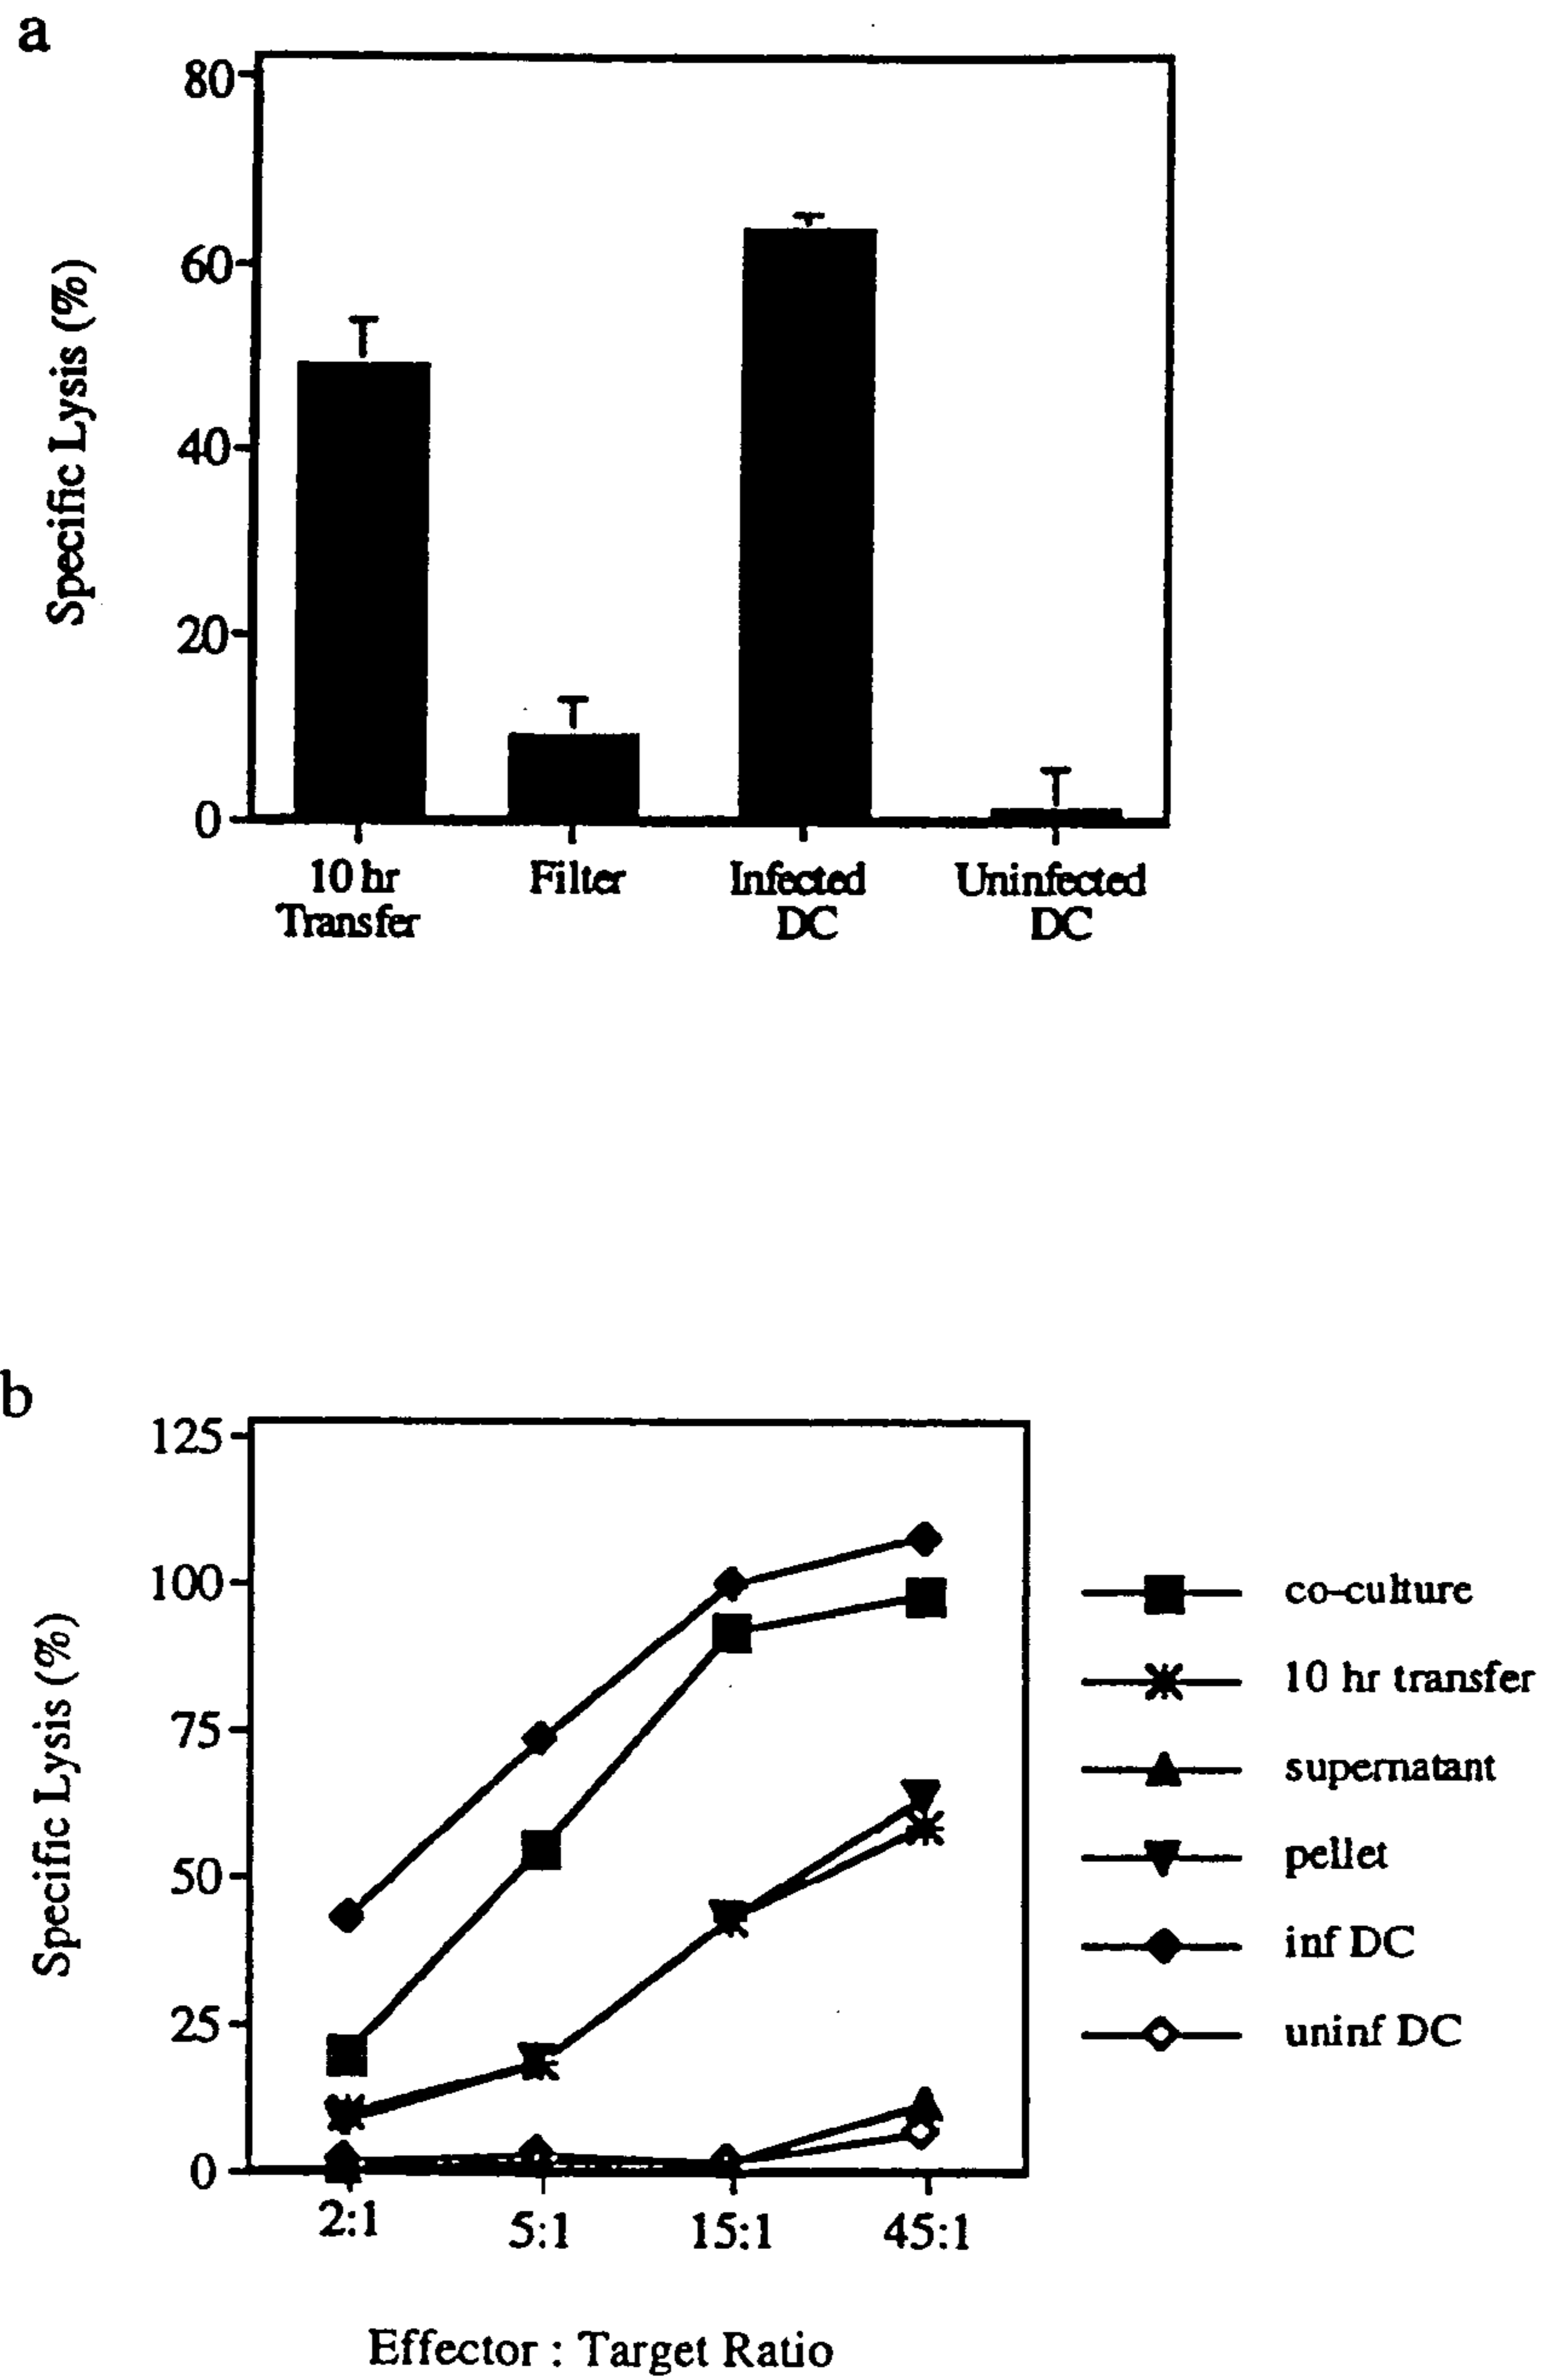 a
80
60
40
20
0
Specific Lysis (%)
10 hr
Transfer
Filter
Infected
DC
Uninfected
DC
b
125
100
75
50
25
0
Specific Lysis (%)
2:1
5:1
15:1
45:1
Effector : Target Ratio
co-culture
10 hr transfer
supernatant
pellet
inf DC
uninf DC